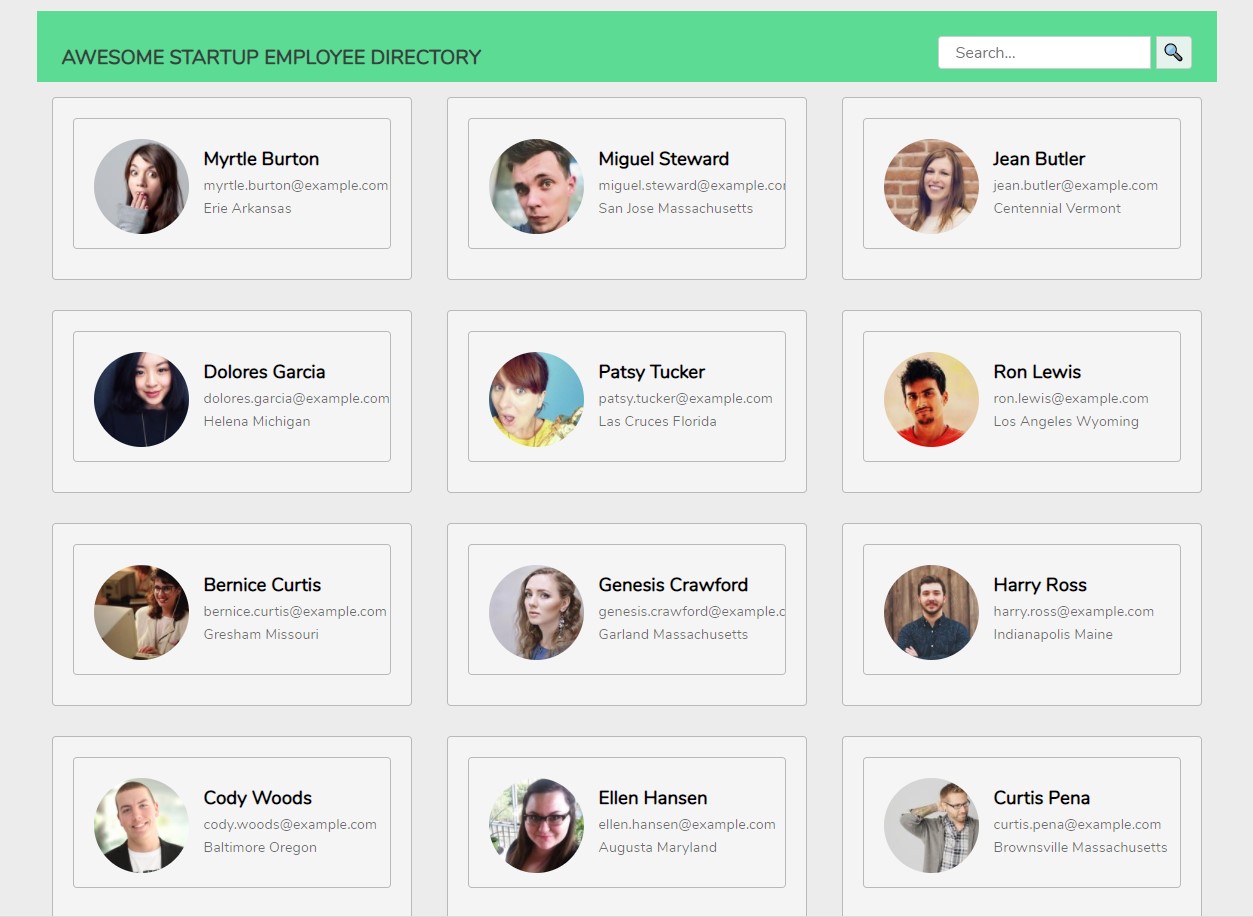 AWESOME STARTUP EMPLOYEE DIRECTORY
Search...
Myrtle Burton
myrtle.burton@example.com
Erie Arkansas
Miguel Steward
miguel.steward@example.co
San Jose Massachusetts
Jean Butler
jean.butler@example.com
Centennial Vermont
Dolores Garcia
dolores.garcia@example.com
Helena Michigan
Patsy Tucker
patsy.tucker@example.com
Las Cruces Florida
Ron Lewis
ron.lewis@example.com
Los Angeles Wyoming
Bernice Curtis
bernice.curtis@example.com
Gresham Missouri
Genesis Crawford
genesis.crawford@example.c
Garland Massachusetts
Harry Ross
harry.ross@example.com
Indianapolis Maine
Cody Woods
cody.woods@example.com
Baltimore Oregon
Ellen Hansen
ellen.hansen@example.com
Augusta Maryland
Curtis Pena
curtis.pena@example.com
Brownsville Massachusetts